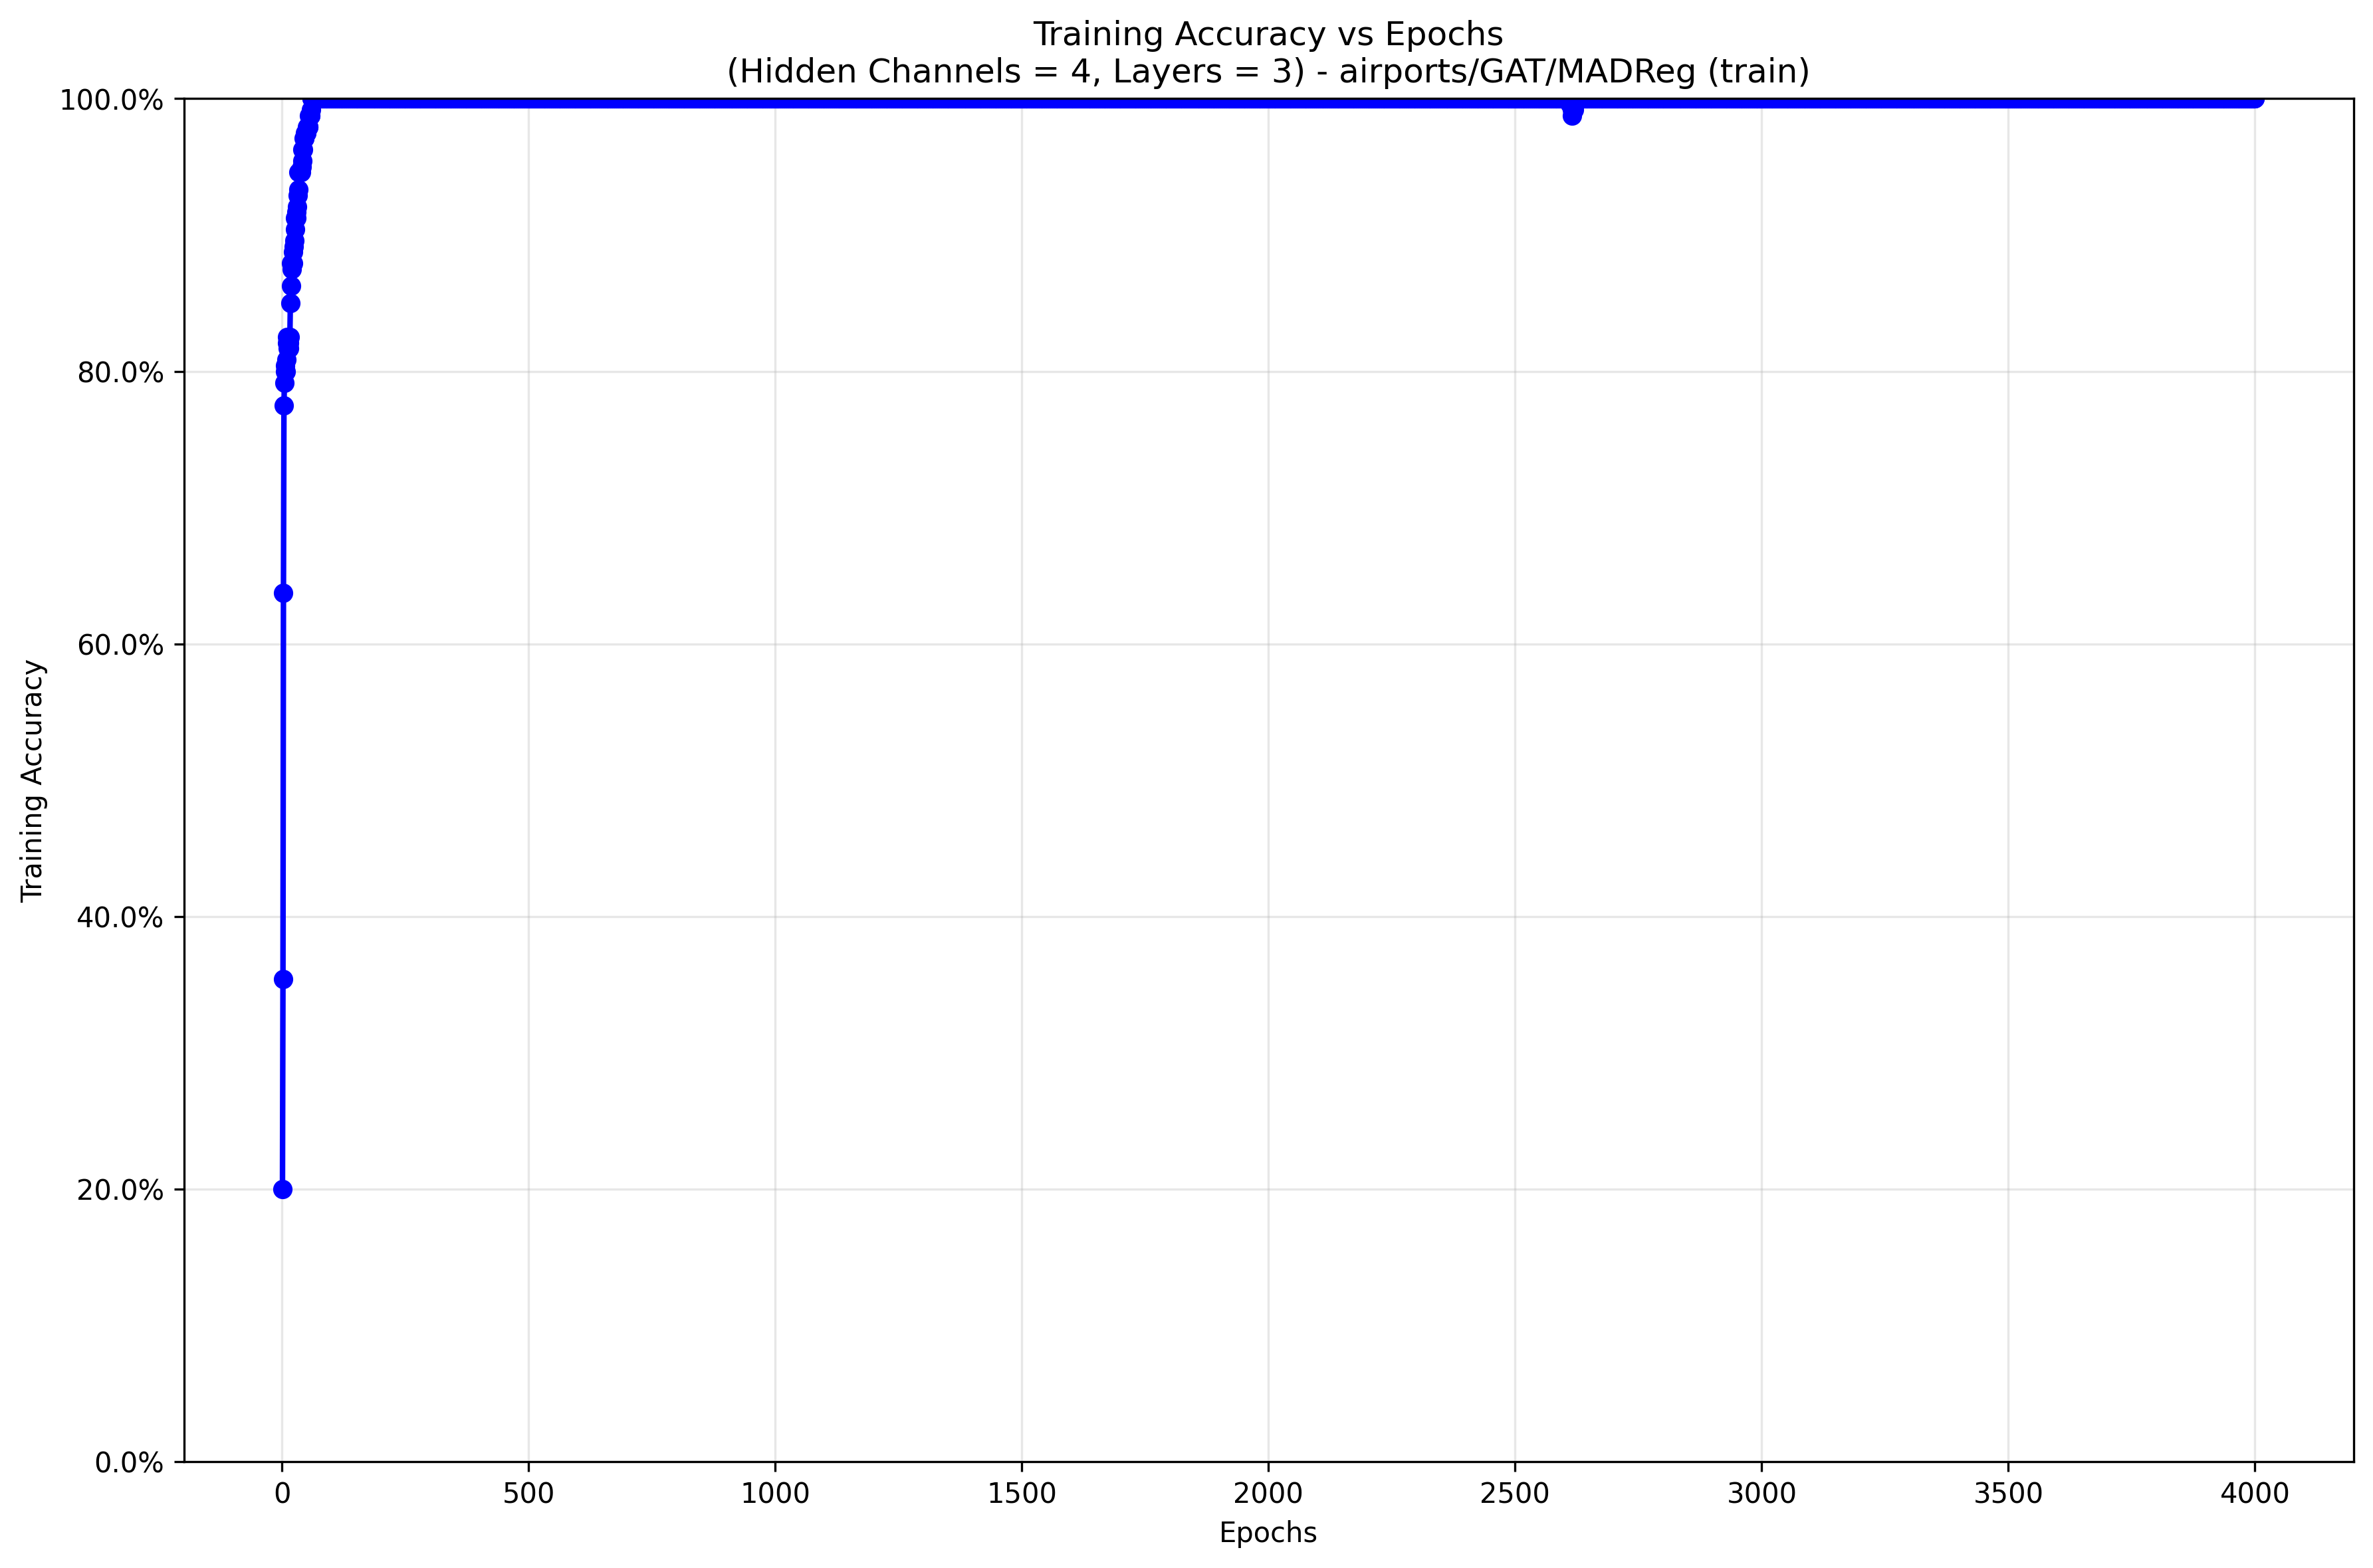 Training Accuracy vs Epochs
(Hidden Channels = 4, Layers = 3) - airports/GAT/MADReg (train)
100.0%
80.0%
60.0%
40.0%
20.0%
0.0%
Training Accuracy
0 500 1000 1500 2000 2500 3000 3500 4000
Epochs